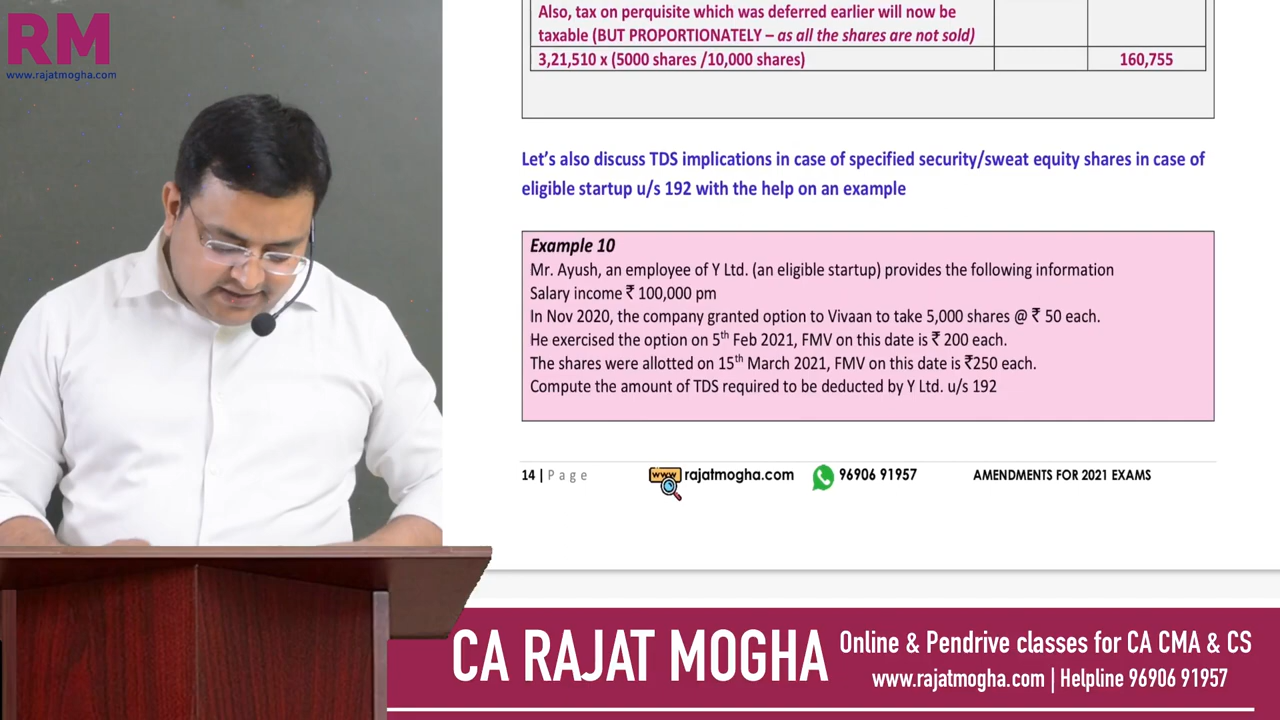 RM
www.rajatmogha.com
Also, tax on perquisite which was deferred earlier will now be
taxable (BUT PROPORTIONATELY – as all the shares are not sold)
3,21,510 x (5000 shares /10,000 shares) 160,755
Let's also discuss TDS implications in case of specified security/sweat equity shares in case of
eligible startup u/s 192 with the help on an example
Example 10
Mr. Ayush, an employee of Y Ltd. (an eligible startup) provides the following information
Salary income ₹ 100,000 pm
In Nov 2020, the company granted option to Vivaan to take 5,000 shares @ ₹ 50 each.
He exercised the option on 5th Feb 2021, FMV on this date is ₹ 200 each.
The shares were allotted on 15th March 2021, FMV on this date is ₹250 each.
Compute the amount of TDS required to be deducted by Y Ltd. u/s 192
14 | Page www rajatmogha.com 96906 91957 AMENDMENTS FOR 2021 EXAMS
CA RAJAT MOGHA
Online & Pendrive classes for CA CMA & CS
www.rajatmogha.com | Helpline 96906 91957